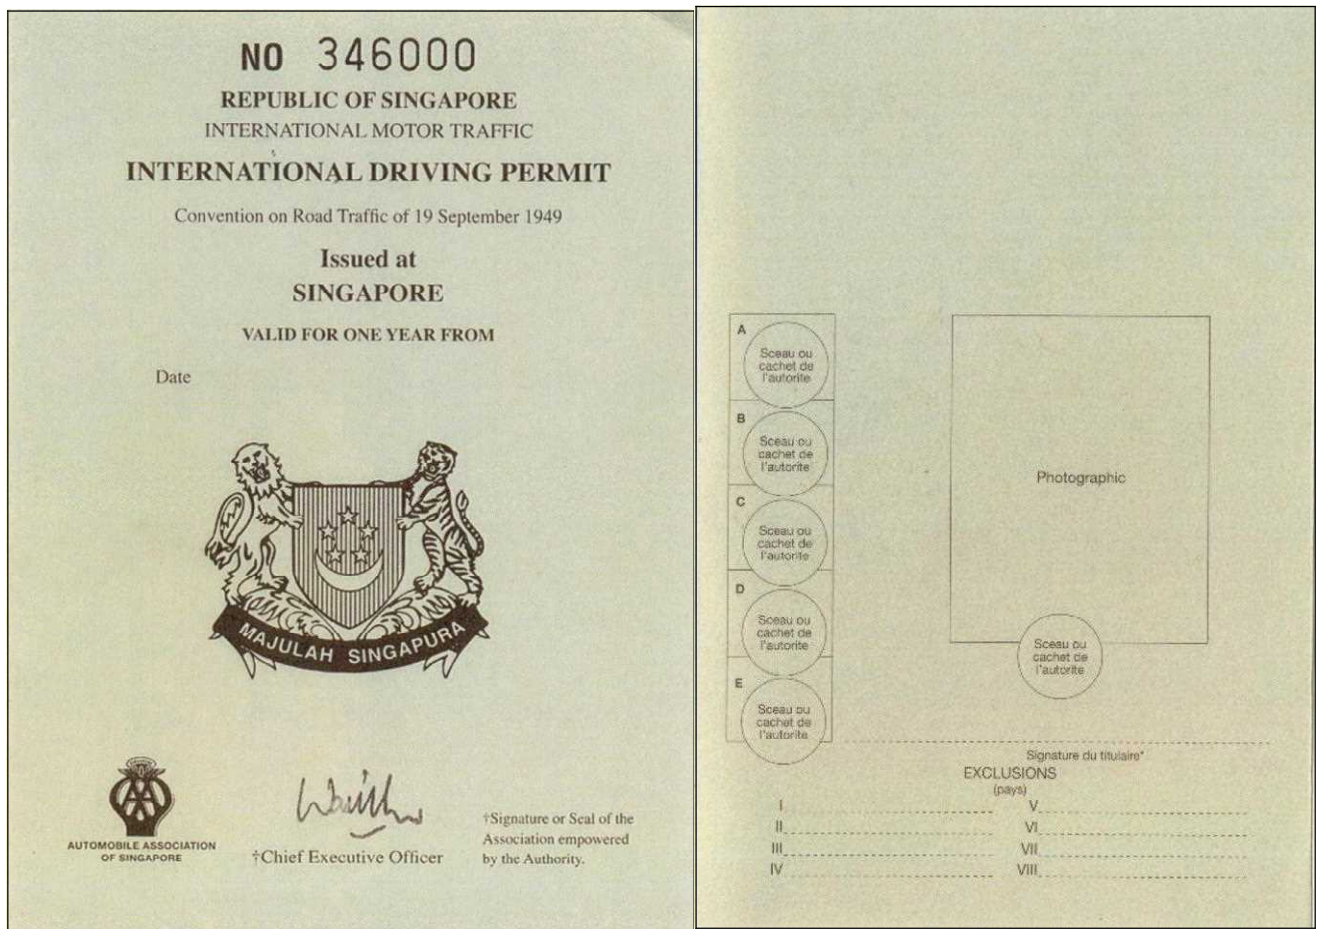 NO 346000
REPUBLIC OF SINGAPORE
INTERNATIONAL MOTOR TRAFFIC
INTERNATIONAL DRIVING PERMIT
Convention on Road Traffic of 19 September 1949
Issued at
SINGAPORE
VALID FOR ONE YEAR FROM
Date
MAJULAH SINGAPURA
AA
AUTOMOBILE ASSOCIATION
OF SINGAPORE
†Chief Executive Officer
†Signature or Seal of the
Association empowered
by the Authority.
A
Sceau ou
cachet de
l'autorite
B
Sceau ou
cachet de
l'autorite
C
Sceau ou
cachet de
l'autorite
D
Sceau ou
cachet de
l'autorite
E
Sceau ou
cachet de
l'autorite
Photographic
Sceau ou
cachet de
l'autorite
Signature du titulaire*
EXCLUSIONS
(pays)
I V
II VI
III VII
IV VIII